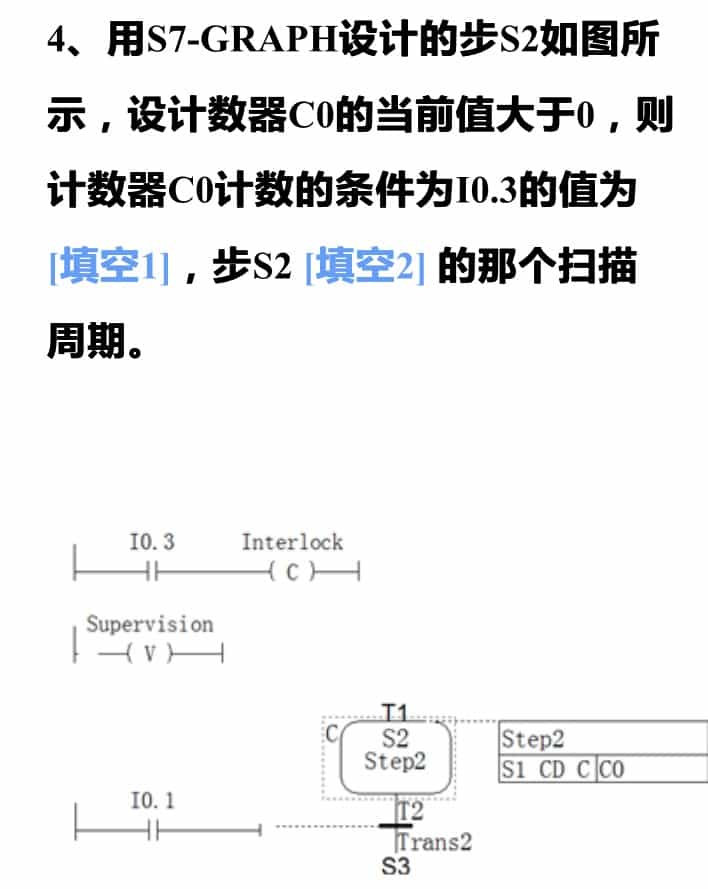 4、用S7-GRAPH设计的步S2如图所
示，设计数器C0的当前值大于0，则
计数器C0计数的条件为I0.3的值为
[填空1]，步S2 [填空2] 的那个扫描
周期。
I0.3 Interlock
( C )
Supervision
( V )
T1
C
S2
Step2
Step2
S1 CD C C0
I0.1
T2
Trans2
S3